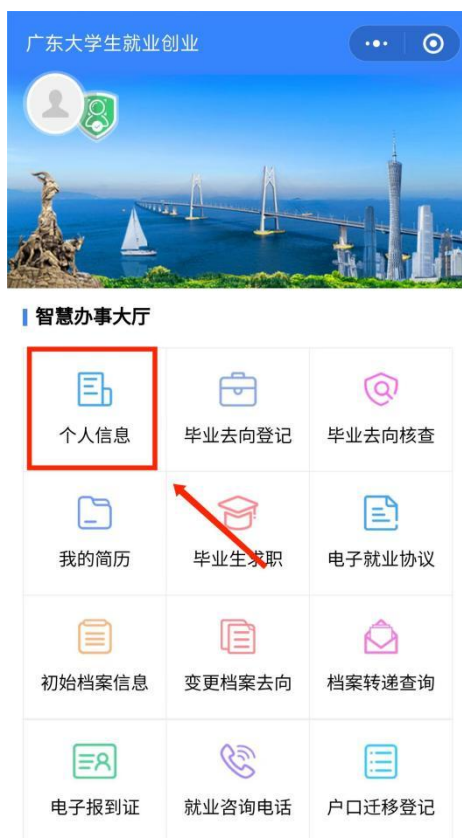 广东大学生就业创业
智慧办事大厅
个人信息
毕业去向登记
毕业去向核查
我的简历
毕业生求职
电子就业协议
初始档案信息
变更档案去向
档案转递查询
电子报到证
就业咨询电话
户口迁移登记